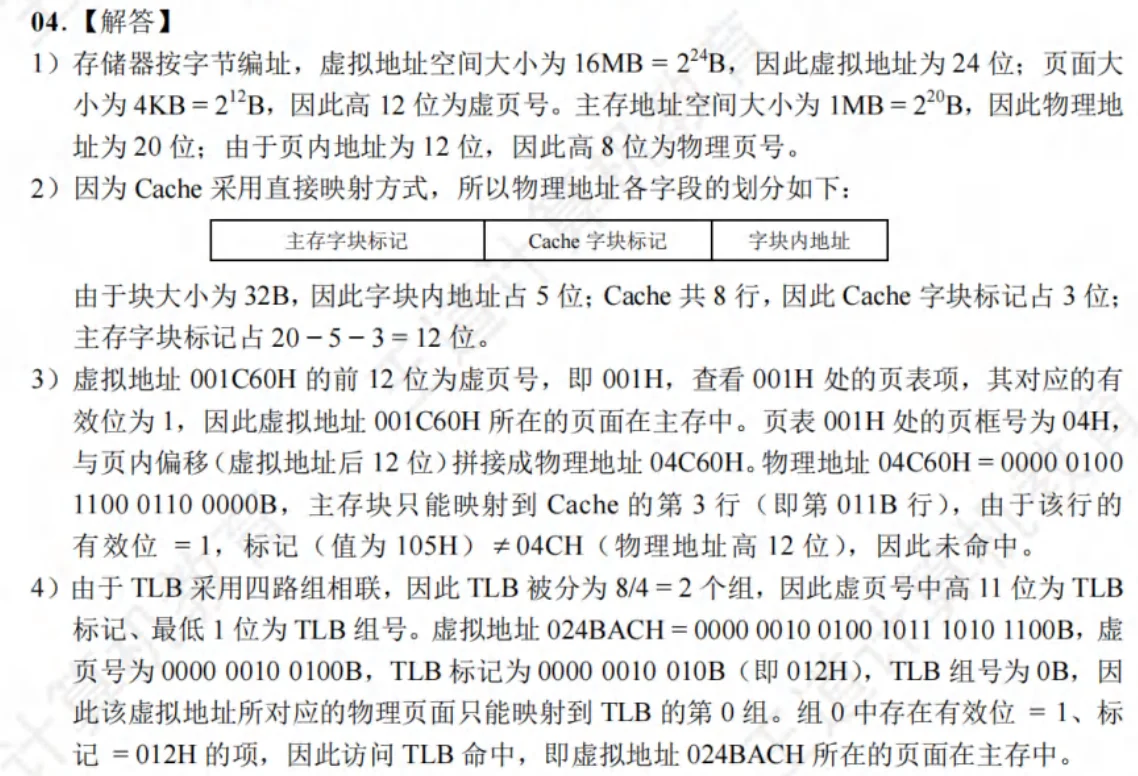 04.【解答】
1）存储器按字节编址，虚拟地址空间大小为 16MB = 2²⁴B，因此虚拟地址为 24 位；页面大
小为 4KB = 2¹²B，因此高 12 位为虚页号。主存地址空间大小为 1MB = 2²⁰B，因此物理地
址为 20 位；由于页内地址为 12 位，因此高 8 位为物理页号。
2）因为 Cache 采用直接映射方式，所以物理地址各字段的划分如下：
主存字块标记 Cache 字块标记 字块内地址
由于块大小为 32B，因此字块内地址占 5 位；Cache 共 8 行，因此 Cache 字块标记占 3 位；
主存字块标记占 20 − 5 − 3 = 12 位。
3）虚拟地址 001C60H 的前 12 位为虚页号，即 001H，查看 001H 处的页表项，其对应的有
效位为 1，因此虚拟地址 001C60H 所在的页面在主存中。页表 001H 处的页框号为 04H，
与页内偏移（虚拟地址后 12 位）拼接成物理地址 04C60H。物理地址 04C60H = 0000 0100
1100 0110 0000B，主存块只能映射到 Cache 的第 3 行（即第 011B 行），由于该行的
有效位 = 1，标记（值为 105H）≠04CH（物理地址高 12 位），因此未命中。
4）由于 TLB 采用四路组相联，因此 TLB 被分为 8/4 = 2 个组，因此虚页号中高 11 位为 TLB
标记、最低 1 位为 TLB 组号。虚拟地址 024BACH = 0000 0010 0100 1011 1010 1100B，虚
页号为 0000 0010 0100B，TLB 标记为 0000 0010 010B（即 012H），TLB 组号为 0B，因
此该虚拟地址所对应的物理页面只能映射到 TLB 的第 0 组。组 0 中存在有效位 = 1、标
记 = 012H 的项，因此访问 TLB 命中，即虚拟地址 024BACH 所在的页面在主存中。